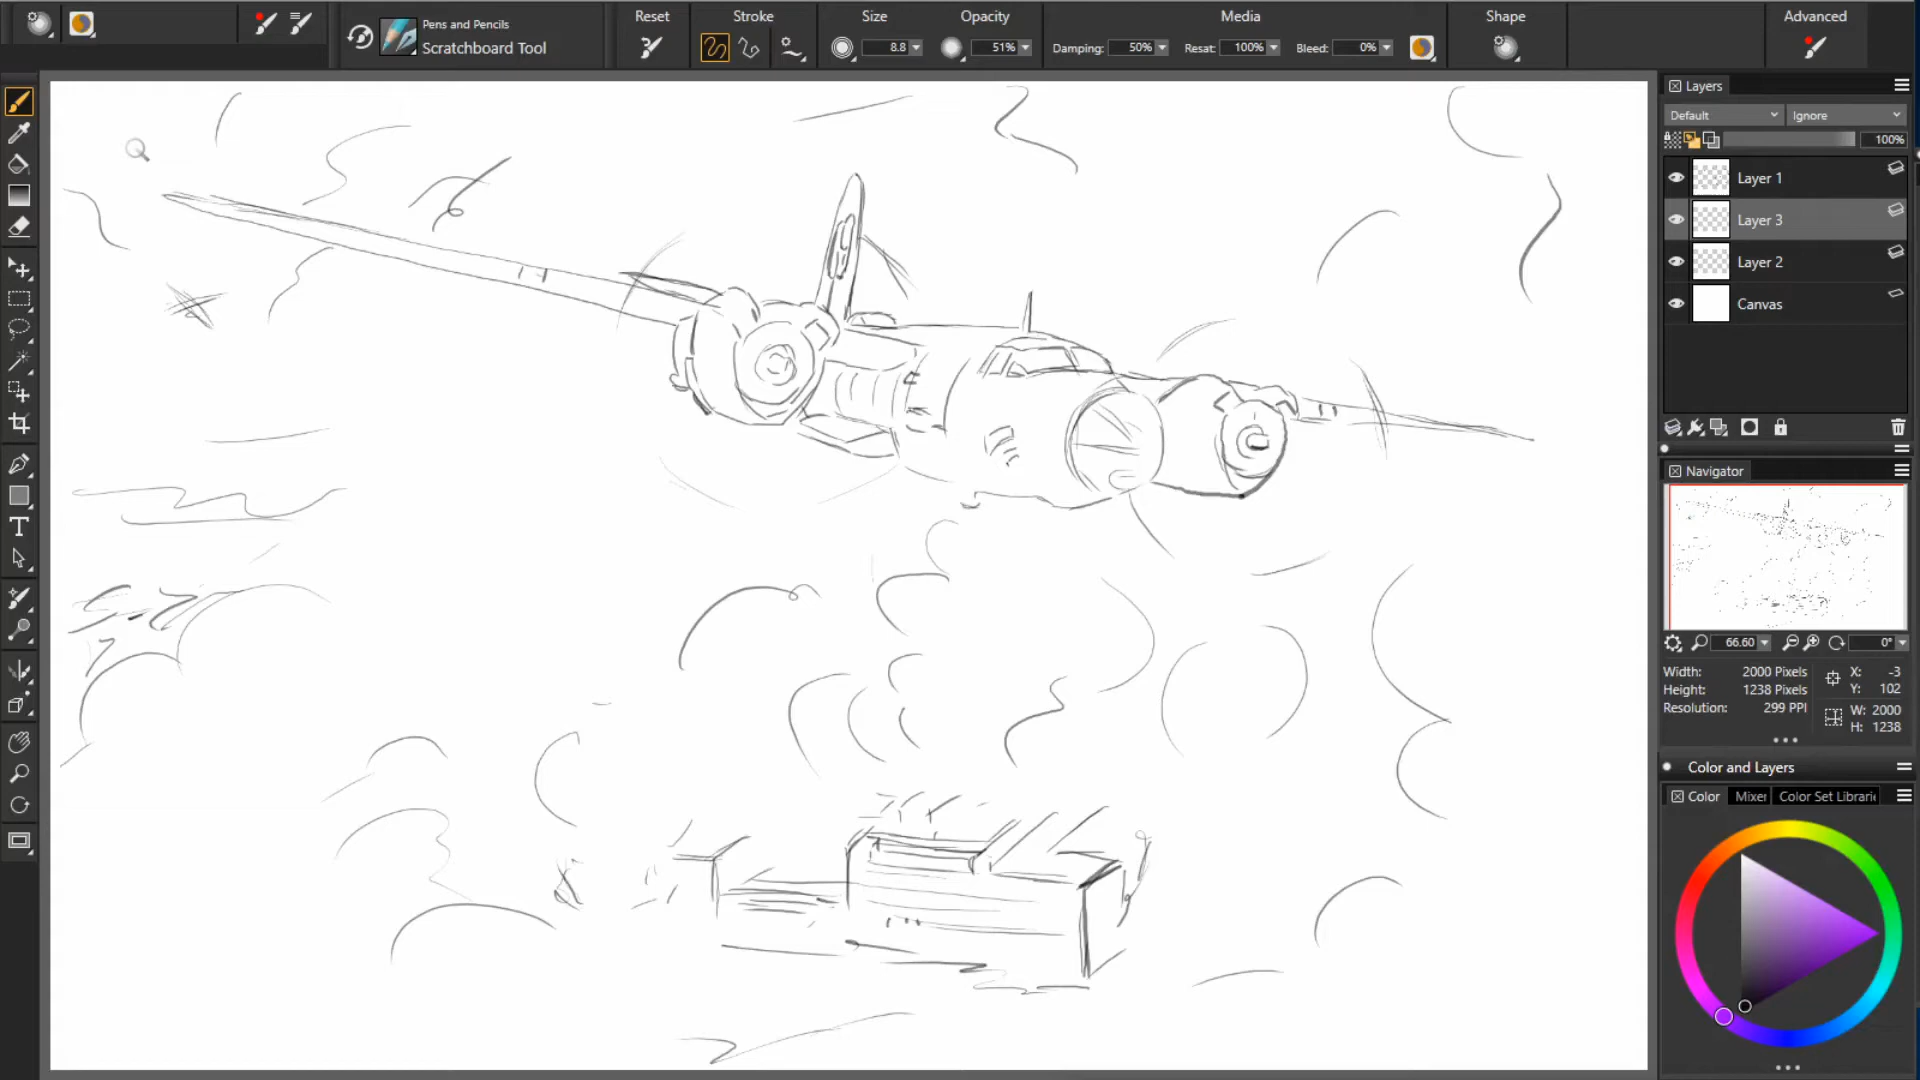 Reset
Stroke
Size
Opacity
Media
Shape
Advanced
Pens and Pencils
Scratchboard Tool
8.8
51%
Damping: 50%
Resat: 100%
Bleed: 0%
Layers
Default
Ignore
100%
Layer 1
Layer 3
Layer 2
Canvas
T
Navigator
66.60
0°
Width: 2000 Pixels
Height: 1238 Pixels
Resolution: 299 PPI
X: -3
Y: 102
W: 2000
H: 1238
Color and Layers
Color
Mixer
Color Set Librari